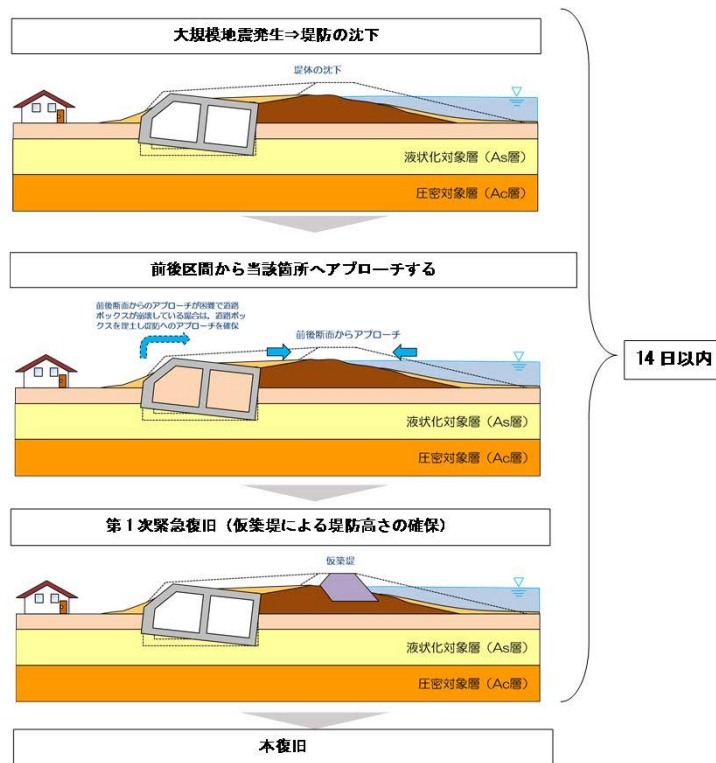 大規模地震発生⇒堤防の沈下
堤体の沈下
液状化対象層（As層）
圧密対象層（Ac層）
前後区間から当該箇所へアプローチする
前後断面からのアプローチが困難で道路
ボックスが崩壊している場合は、道路ボッ
クスを埋土し堤防へのアプローチを確保
前後断面からアプローチ
液状化対象層（As層）
圧密対象層（Ac層）
14日以内
第１次緊急復旧（仮築堤による堤防高さの確保）
仮築堤
液状化対象層（As層）
圧密対象層（Ac層）
本復旧